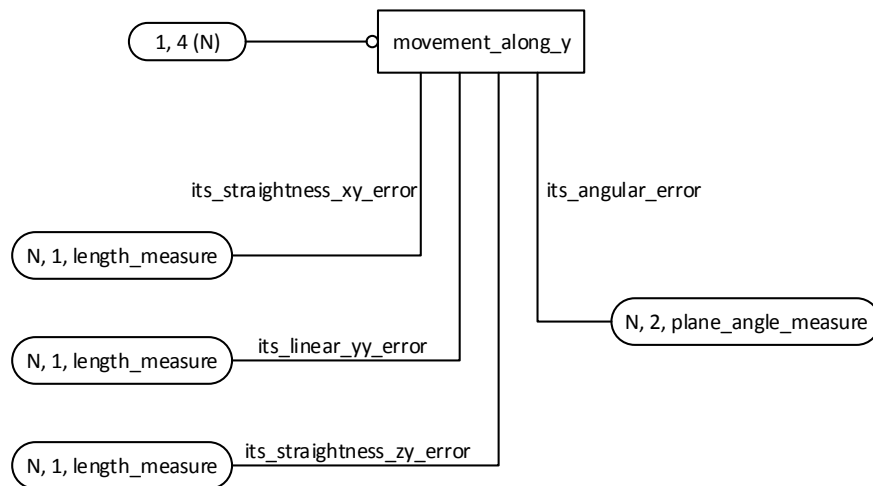 1, 4 (N)
movement_along_y
its_straightness_xy_error
its_angular_error
N, 1, length_measure
N, 2, plane_angle_measure
its_linear_yy_error
N, 1, length_measure
its_straightness_zy_error
N, 1, length_measure